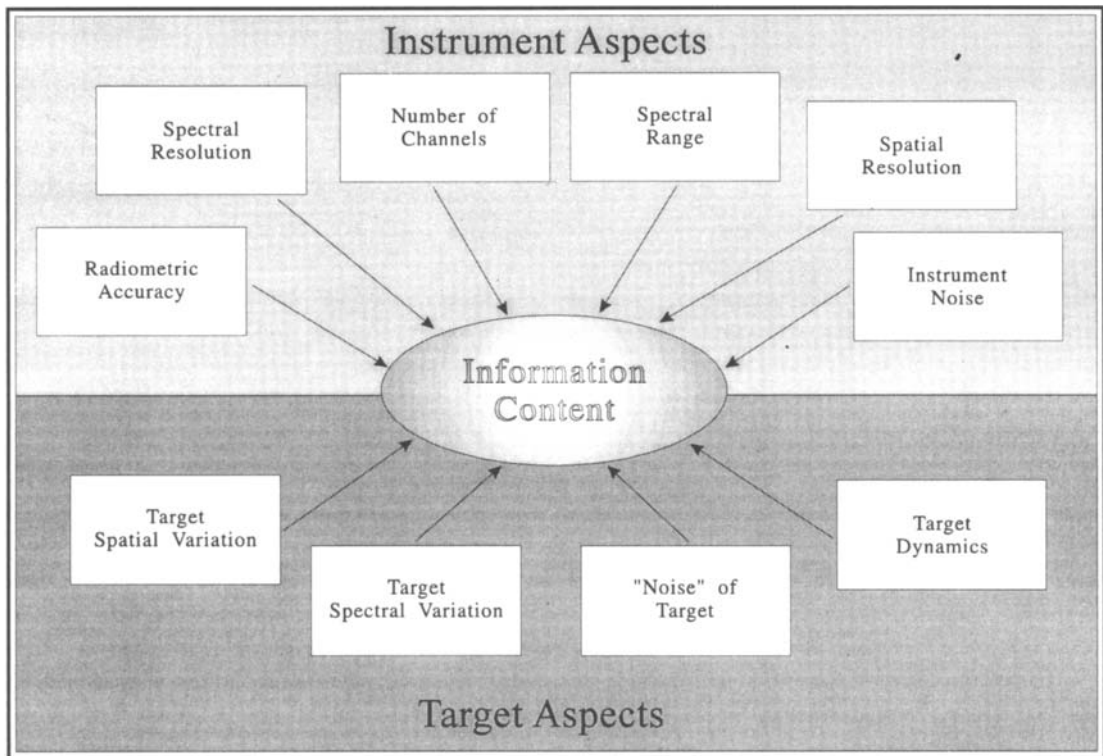 Instrument Aspects
Spectral
Resolution
Number of
Channels
Spectral
Range
Spatial
Resolution
Radiometric
Accuracy
Instrument
Noise
Information
Content
Target
Spatial Variation
Target
Spectral Variation
"Noise" of
Target
Target
Dynamics
Target Aspects